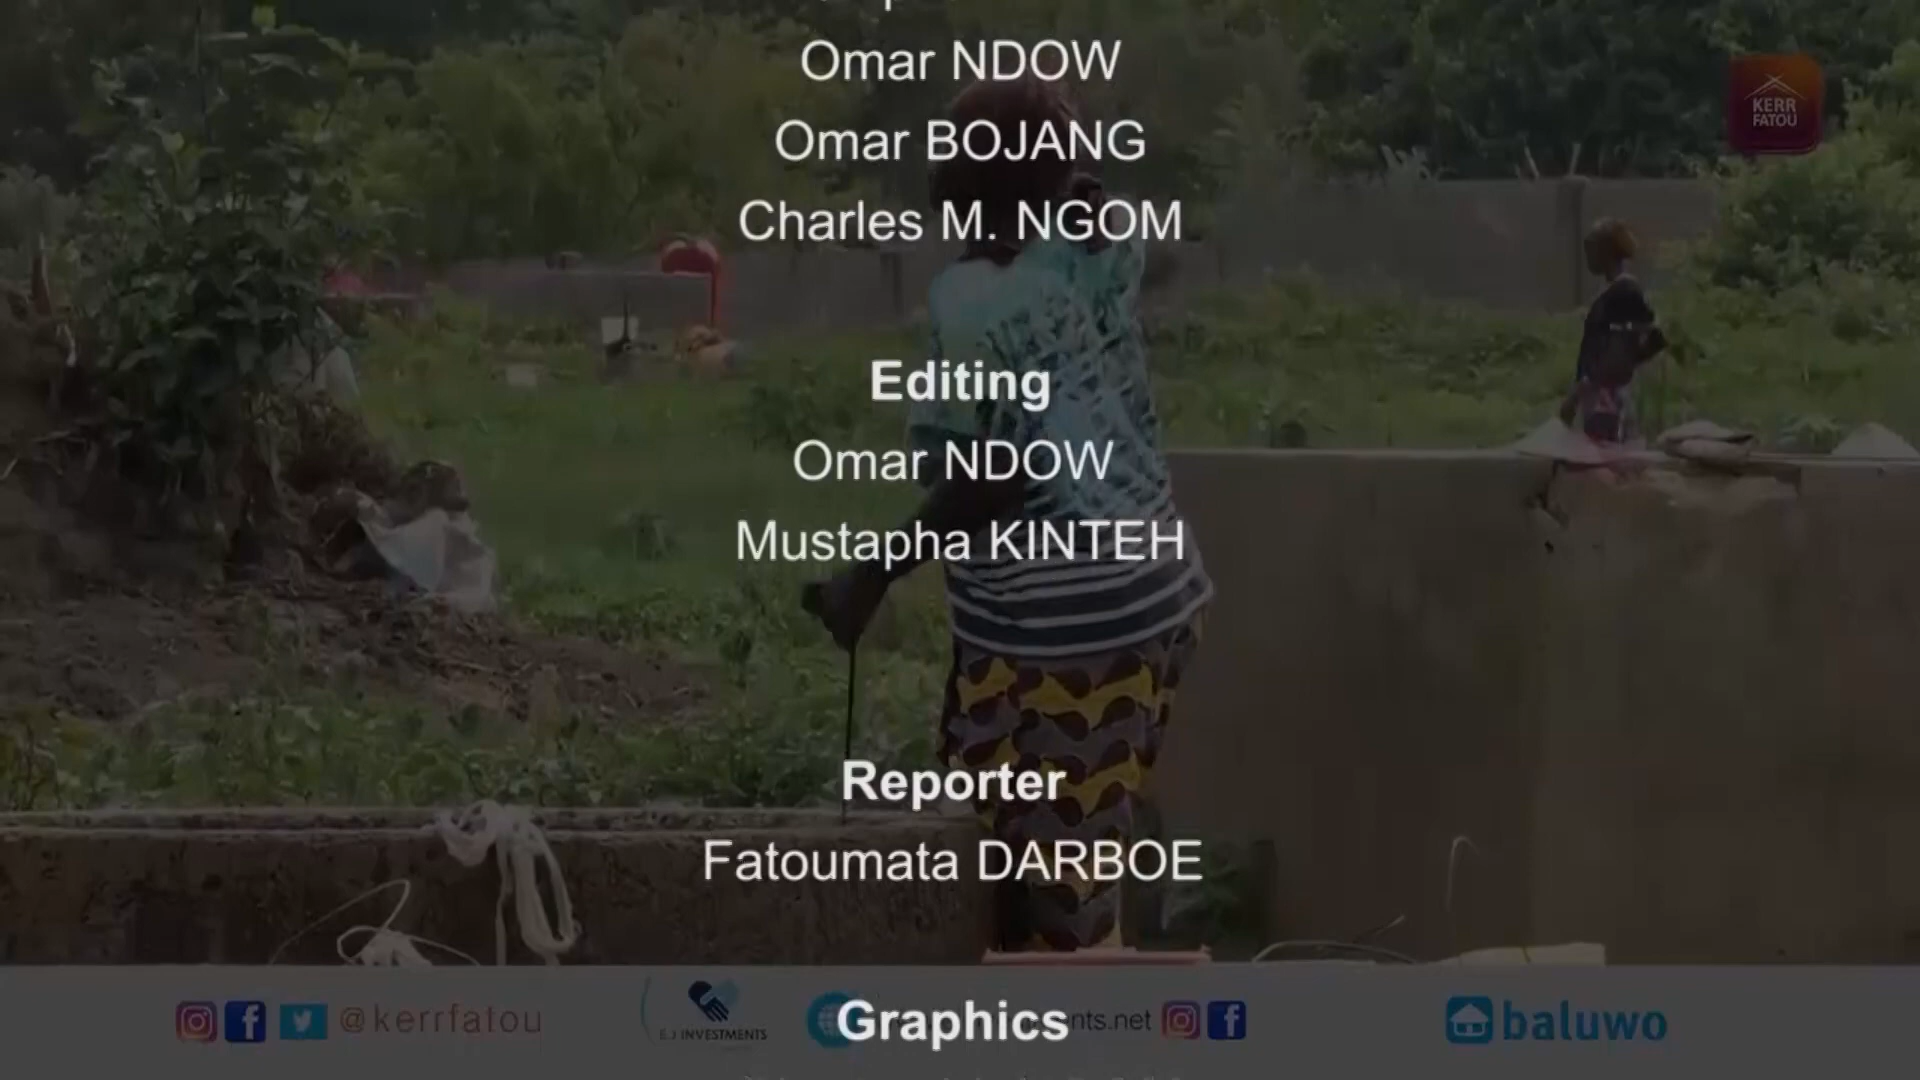 Omar NDOW
KERR
FATOU
Omar BOJANG
Charles M. NGOM
Editing
Omar NDOW
Mustapha KINTEH
Reporter
Fatoumata DARBOE
@kerrfatou
INVESTMENTS
Graphics
nts.net
baluwo